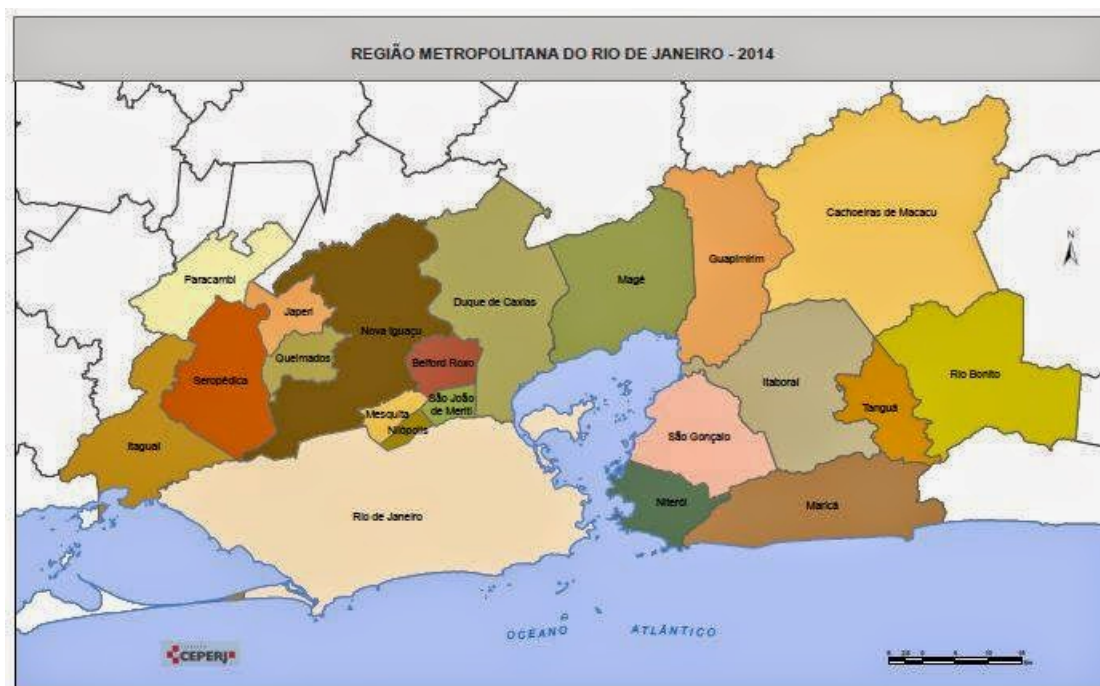 REGIÃO METROPOLITANA DO RIO DE JANEIRO - 2014
Cachoeiras de Macacu
N
Guapimirim
Paracambi
Magé
Duque de Caxias
Japeri
Nova Iguaçu
Queimados
Belford Roxo
Rio Bonito
Seropédica
Itaboraí
São João
de Meriti
Tanguá
Mesquita
Nilópolis
Itaguaí
São Gonçalo
Niterói
Maricá
Rio de Janeiro
OCEANO ATLÂNTICO
CEPERJ